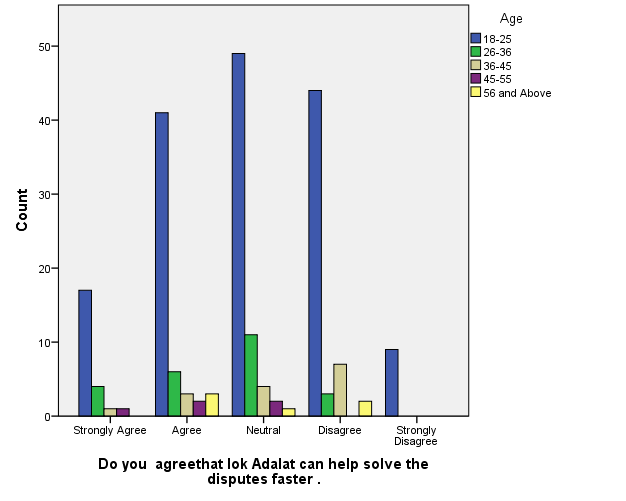 Age
18-25
26-36
36-45
45-55
56 and Above
50
40
30
20
10
0
Count
Strongly Agree
Agree
Neutral
Disagree
Strongly
Disagree
Do you  agreethat lok Adalat can help solve the
disputes faster .